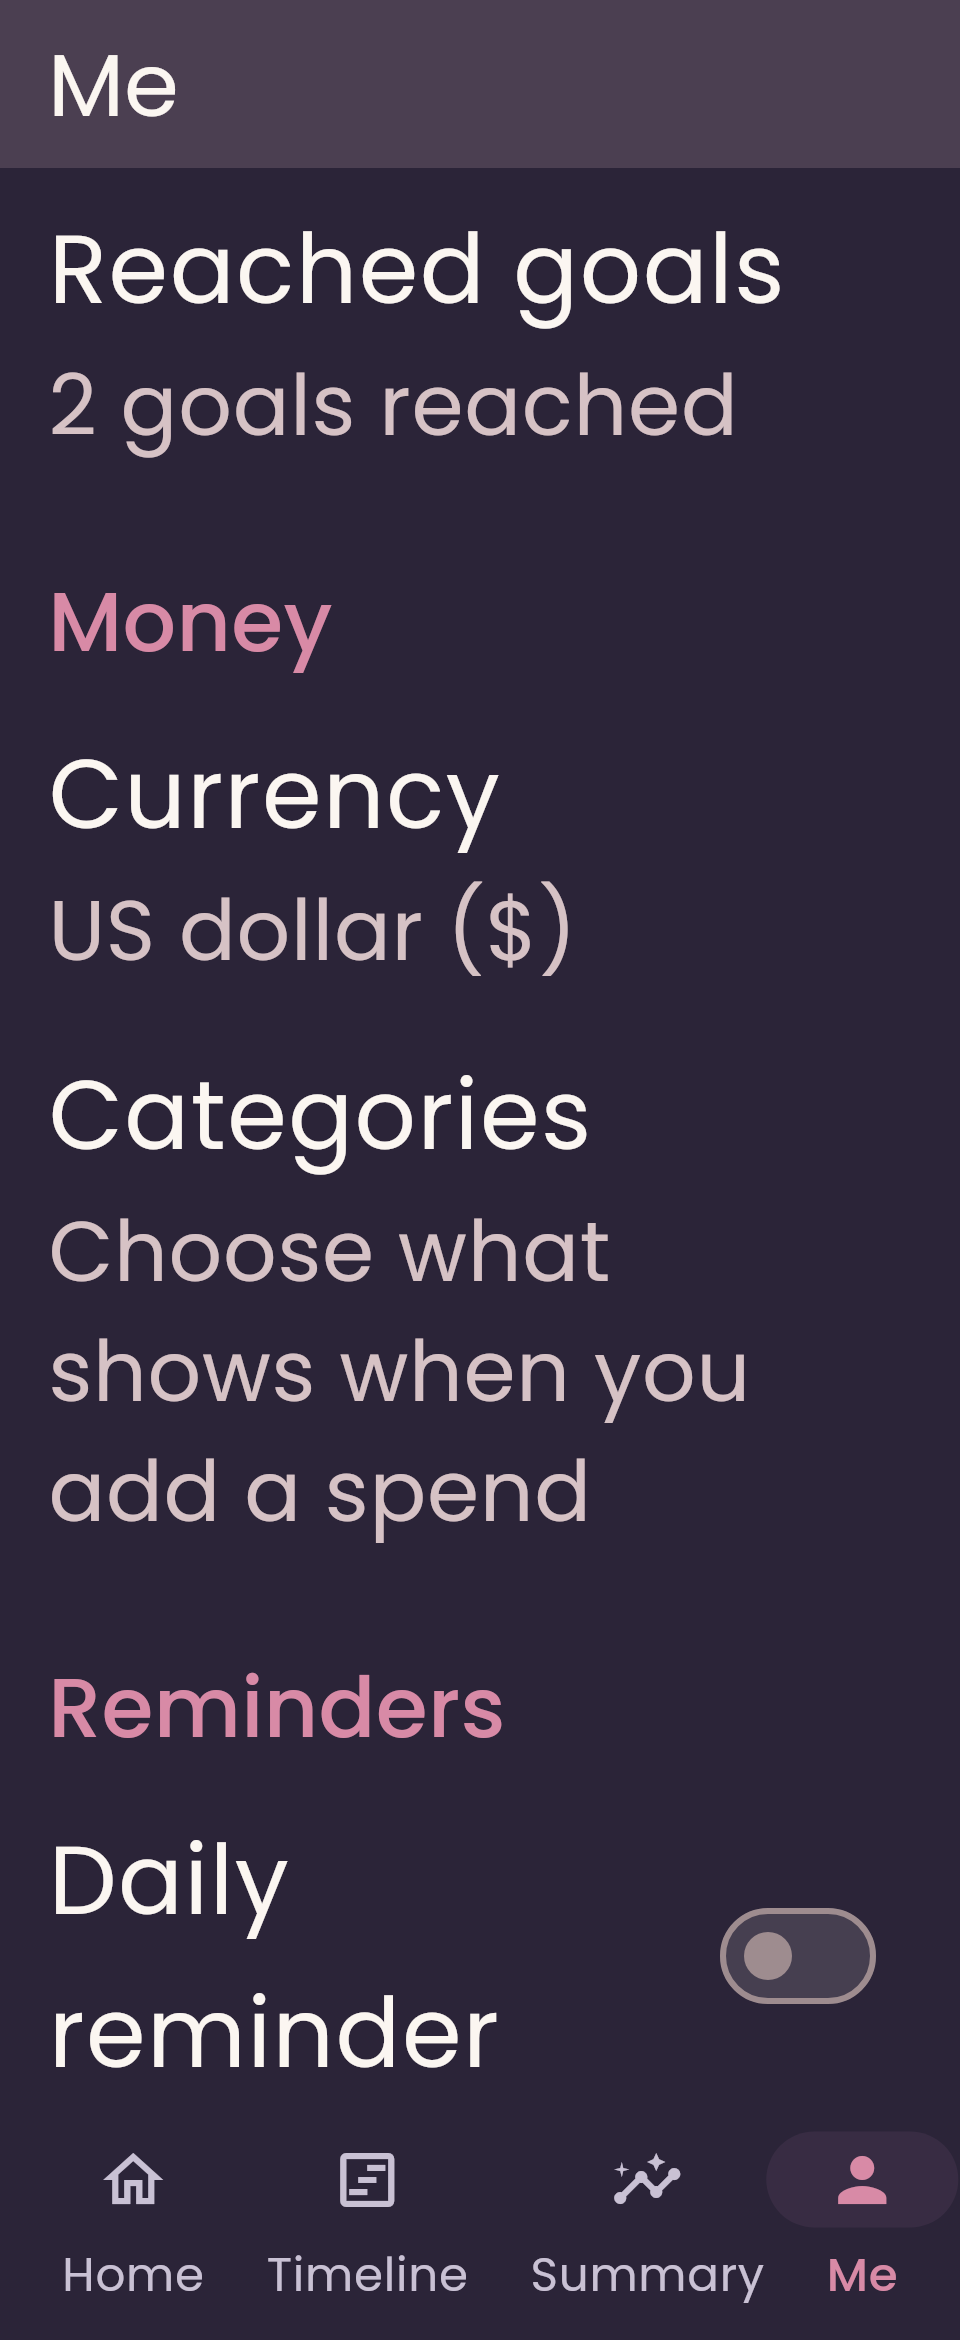 Me
Reached goals
2 goals reached
Money
Currency
US dollar ($)
Categories
Choose what
shows when you
add a spend
Reminders
Daily
reminder
Home
Timeline
Summary
Me